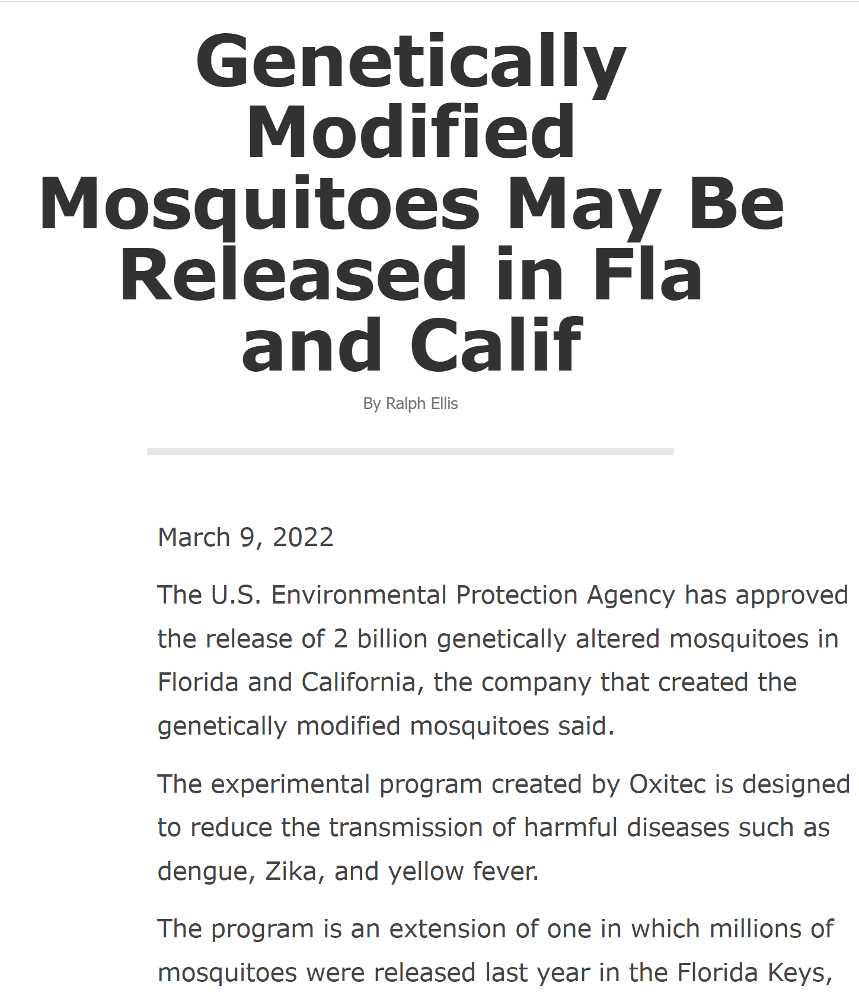 Genetically
Modified
Mosquitoes May Be
Released in Fla
and Calif
By Ralph Ellis
March 9, 2022
The U.S. Environmental Protection Agency has approved
the release of 2 billion genetically altered mosquitoes in
Florida and California, the company that created the
genetically modified mosquitoes said.
The experimental program created by Oxitec is designed
to reduce the transmission of harmful diseases such as
dengue, Zika, and yellow fever.
The program is an extension of one in which millions of
mosquitoes were released last year in the Florida Keys,